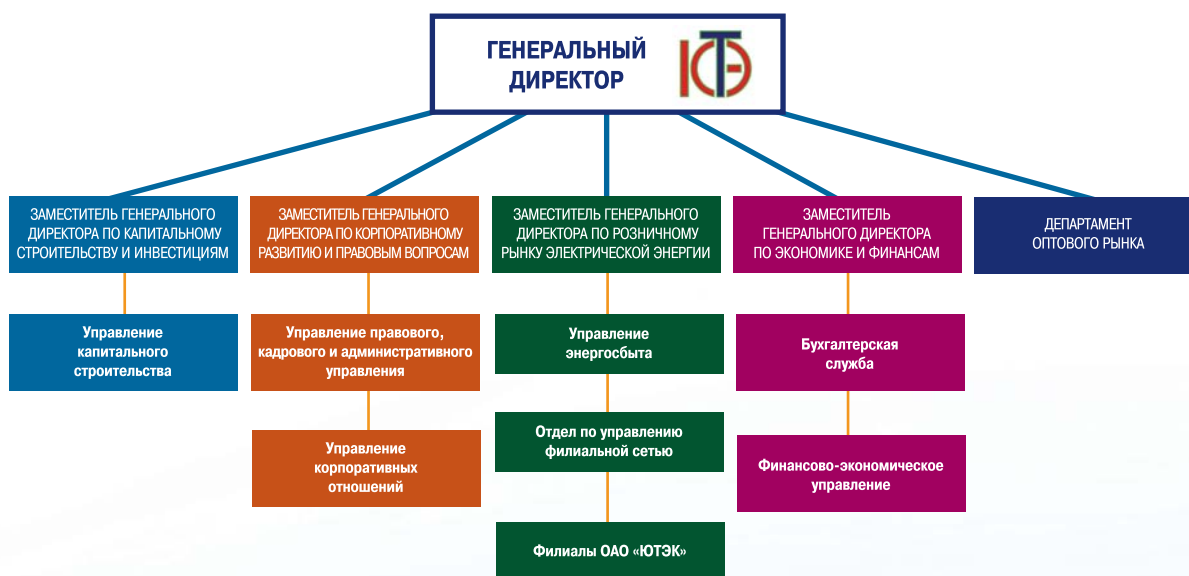 ГЕНЕРАЛЬНЫЙ
ДИРЕКТОР
ЮТЭ
ЗАМЕСТИТЕЛЬ ГЕНЕРАЛЬНОГО
ДИРЕКТОРА ПО КАПИТАЛЬНОМУ
СТРОИТЕЛЬСТВУ И ИНВЕСТИЦИЯМ
ЗАМЕСТИТЕЛЬ ГЕНЕРАЛЬНОГО
ДИРЕКТОРА ПО КОРПОРАТИВНОМУ
РАЗВИТИЮ И ПРАВОВЫМ ВОПРОСАМ
ЗАМЕСТИТЕЛЬ ГЕНЕРАЛЬНОГО
ДИРЕКТОРА ПО РОЗНИЧНОМУ
РЫНКУ ЭЛЕКТРИЧЕСКОЙ ЭНЕРГИИ
ЗАМЕСТИТЕЛЬ
ГЕНЕРАЛЬНОГО ДИРЕКТОРА
ПО ЭКОНОМИКЕ И ФИНАНСАМ
ДЕПАРТАМЕНТ
ОПТОВОГО РЫНКА
Управление
капитального
строительства
Управление правового,
кадрового и административного
управления
Управление
энергосбыта
Бухгалтерская
служба
Управление
корпоративных
отношений
Отдел по управлению
филиальной сетью
Финансово-экономическое
управление
Филиалы ОАО «ЮТЭК»